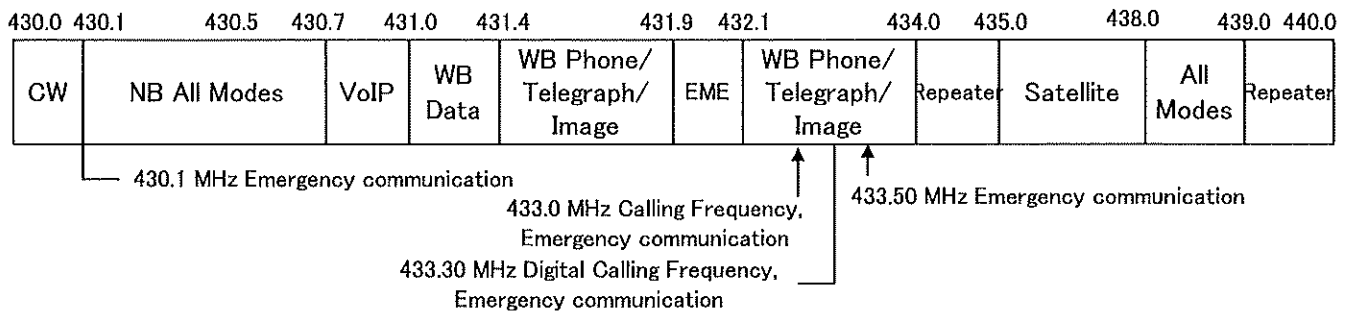 430.0 430.1 430.5 430.7 431.0 431.4 431.9 432.1 434.0 435.0 438.0 439.0 440.0
CW
NB All Modes
VoIP
WB
Data
WB Phone/
Telegraph/
Image
EME
WB Phone/
Telegraph/
Image
Repeater
Satellite
All
Modes
Repeater
430.1 MHz Emergency communication
433.0 MHz Calling Frequency,
Emergency communication
433.50 MHz Emergency communication
433.30 MHz Digital Calling Frequency,
Emergency communication